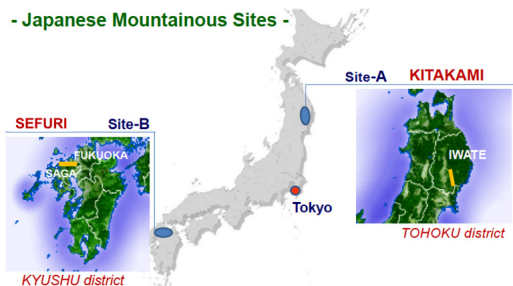 - Japanese Mountainous Sites -
Site-A KITAKAMI
SEFURI Site-B
FUKUOKA
SAGA
IWATE
Tokyo
TOHOKU district
KYUSHU district